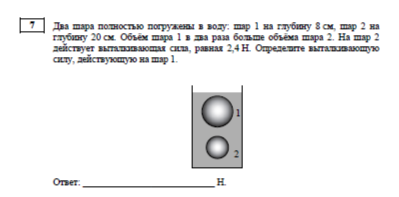 7
Два шара полностью погружены в воду: шар 1 на глубину 8 см, шар 2 на
глубину 20 см. Объём шара 1 в два раза больше объёма шара 2. На шар 2
действует выталкивающая сила, равная 2,4 Н. Определите выталкивающую
силу, действующую на шар 1.
1
2
Ответ: ____________________________ Н.